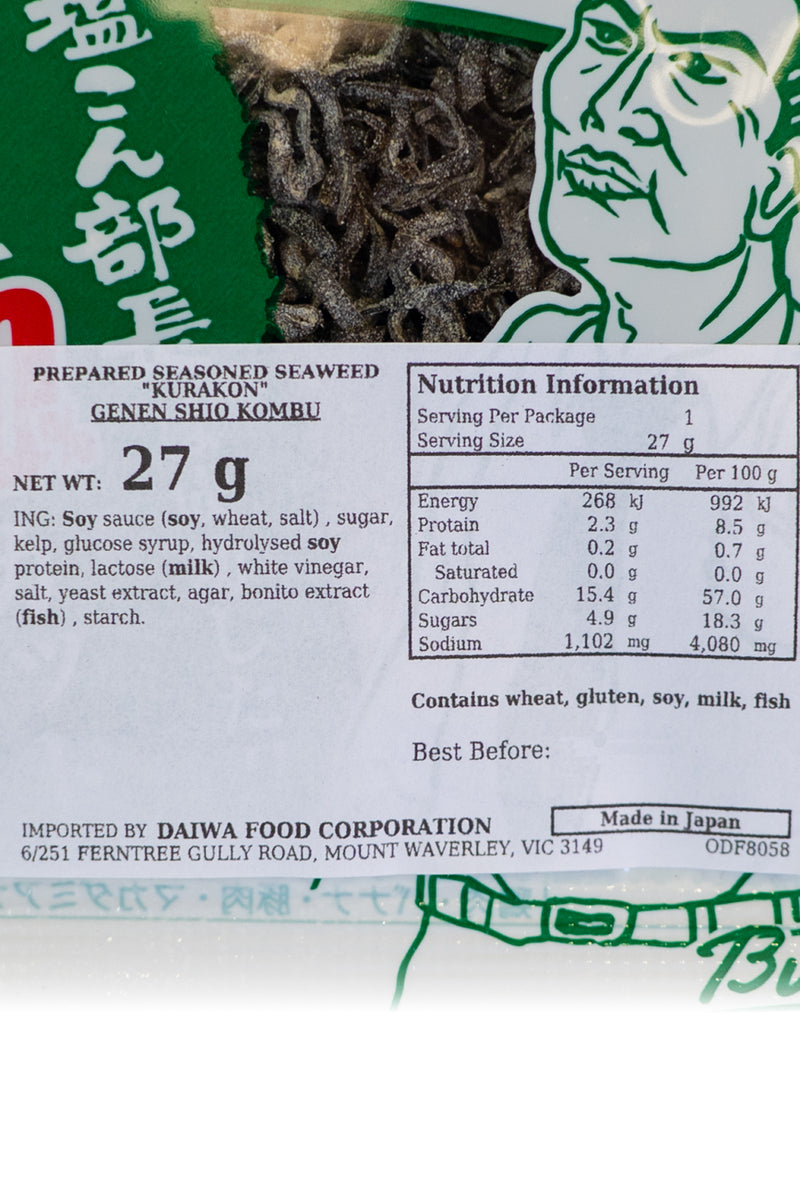 塩こん部長
PREPARED SEASONED SEAWEED
"KURAKON"
GENEN SHIO KOMBU
NET WT: 27 g
ING: Soy sauce (soy, wheat, salt) , sugar,
kelp, glucose syrup, hydrolysed soy
protein, lactose (milk) , white vinegar,
salt, yeast extract, agar, bonito extract
(fish) , starch.
Nutrition Information
Serving Per Package 1
Serving Size 27 g
Per Serving Per 100 g
Energy 268 kJ 992 kJ
Protein 2.3 g 8.5 g
Fat total 0.2 g 0.7 g
Saturated 0.0 g 0.0 g
Carbohydrate 15.4 g 57.0 g
Sugars 4.9 g 18.3 g
Sodium 1,102 mg 4,080 mg
Contains wheat, gluten, soy, milk, fish
Best Before:
Made in Japan
IMPORTED BY DAIWA FOOD CORPORATION
6/251 FERNTREE GULLY ROAD, MOUNT WAVERLEY, VIC 3149
ODF8058